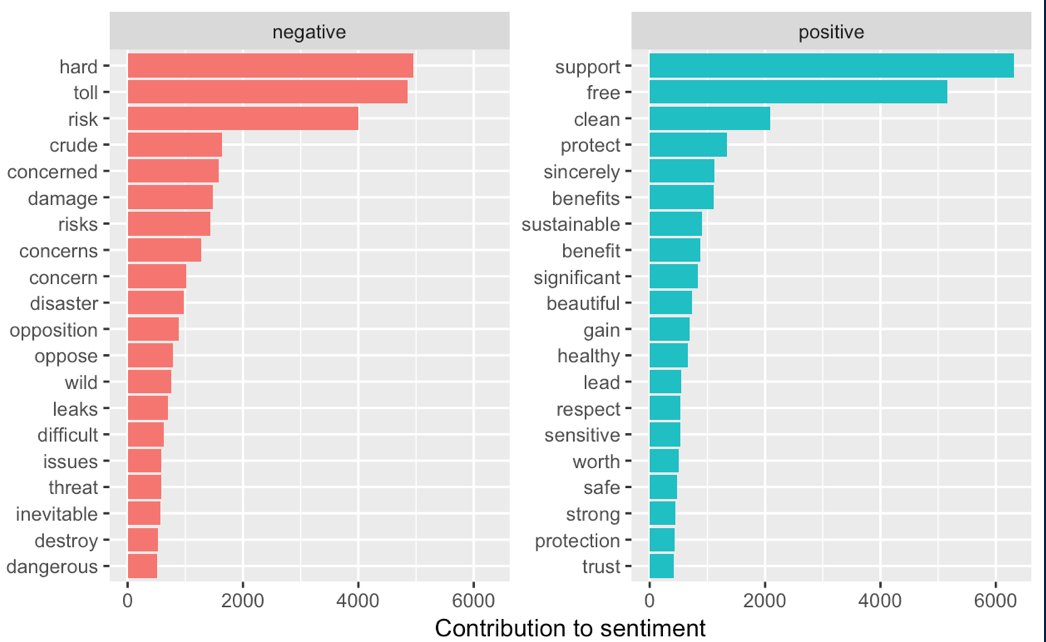 negative
hard
toll
risk
crude
concerned
damage
risks
concerns
concern
disaster
opposition
oppose
wild
leaks
difficult
issues
threat
inevitable
destroy
dangerous
0 2000 4000 6000
positive
support
free
clean
protect
sincerely
benefits
sustainable
benefit
significant
beautiful
gain
healthy
lead
respect
sensitive
worth
safe
strong
protection
trust
0 2000 4000 6000
Contribution to sentiment